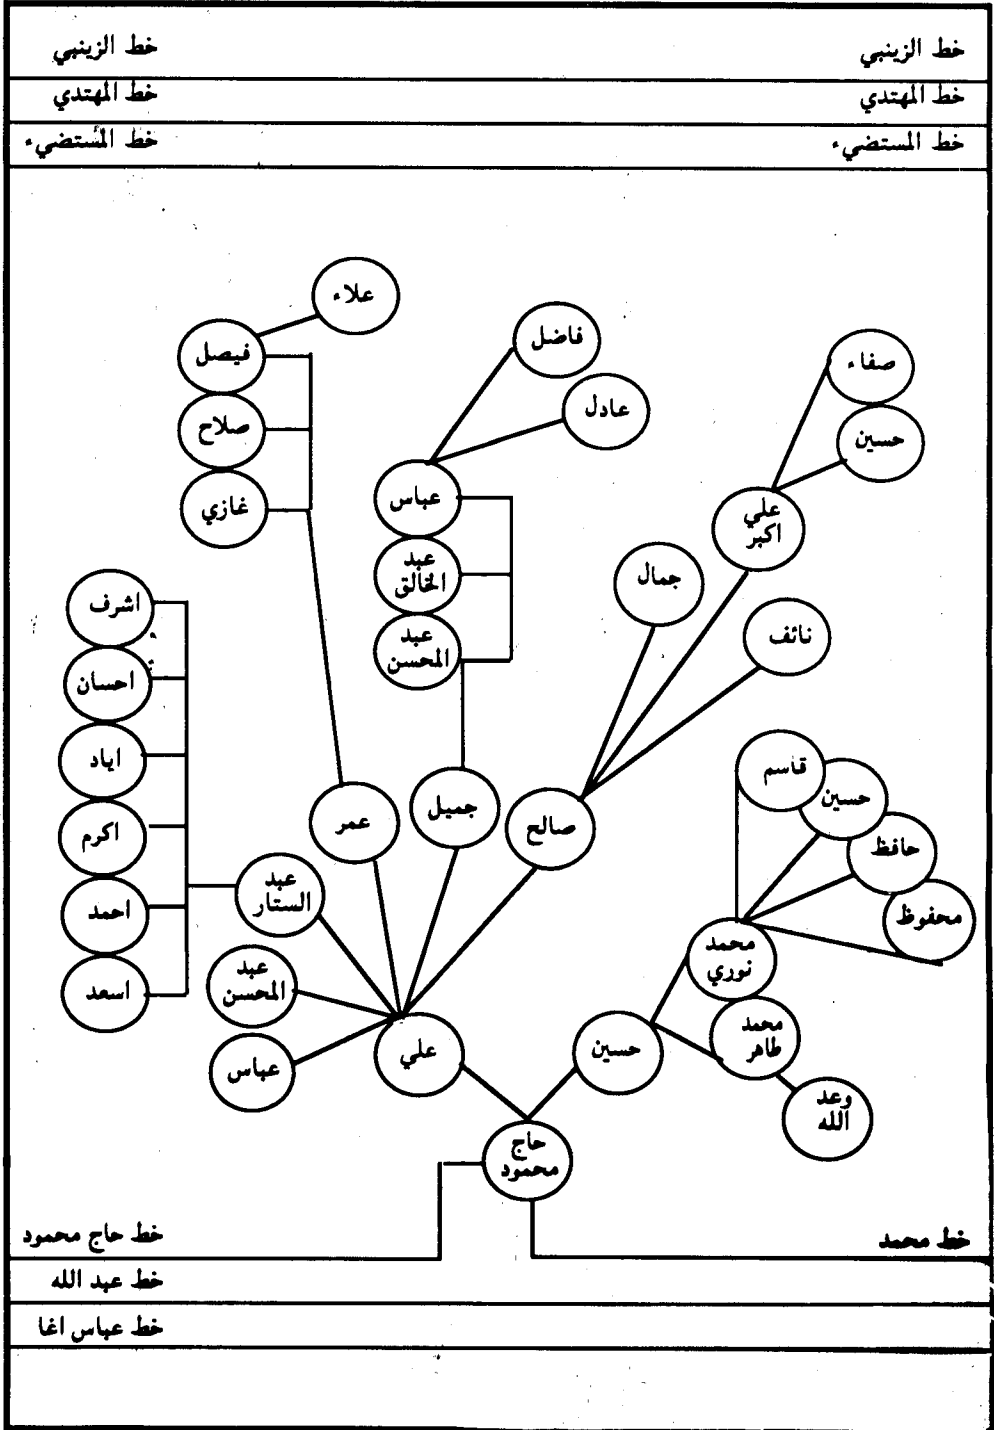 خط الزينبي
خط الزينبي
خط المهتدي
خط المهتدي
خط المستضيء
خط المستضيء
علاء
فيصل
صلاح
غازي
فاضل
عادل
عباس
عبد
الخالق
عبد
المحسن
صفاء
حسين
علي
اكبر
جمال
نائف
اشرف
احسان
اياد
اكرم
احمد
اسعد
صالح
جميل
عمر
عبد
الستار
عبد
المحسن
عباس
قاسم
حسين
حافظ
محفوظ
محمد
نوري
محمد
طاهر
وعد
الله
حسين
علي
حاج
محمود
خط محمد
خط حاج محمود
خط عبد الله
خط عباس اغا